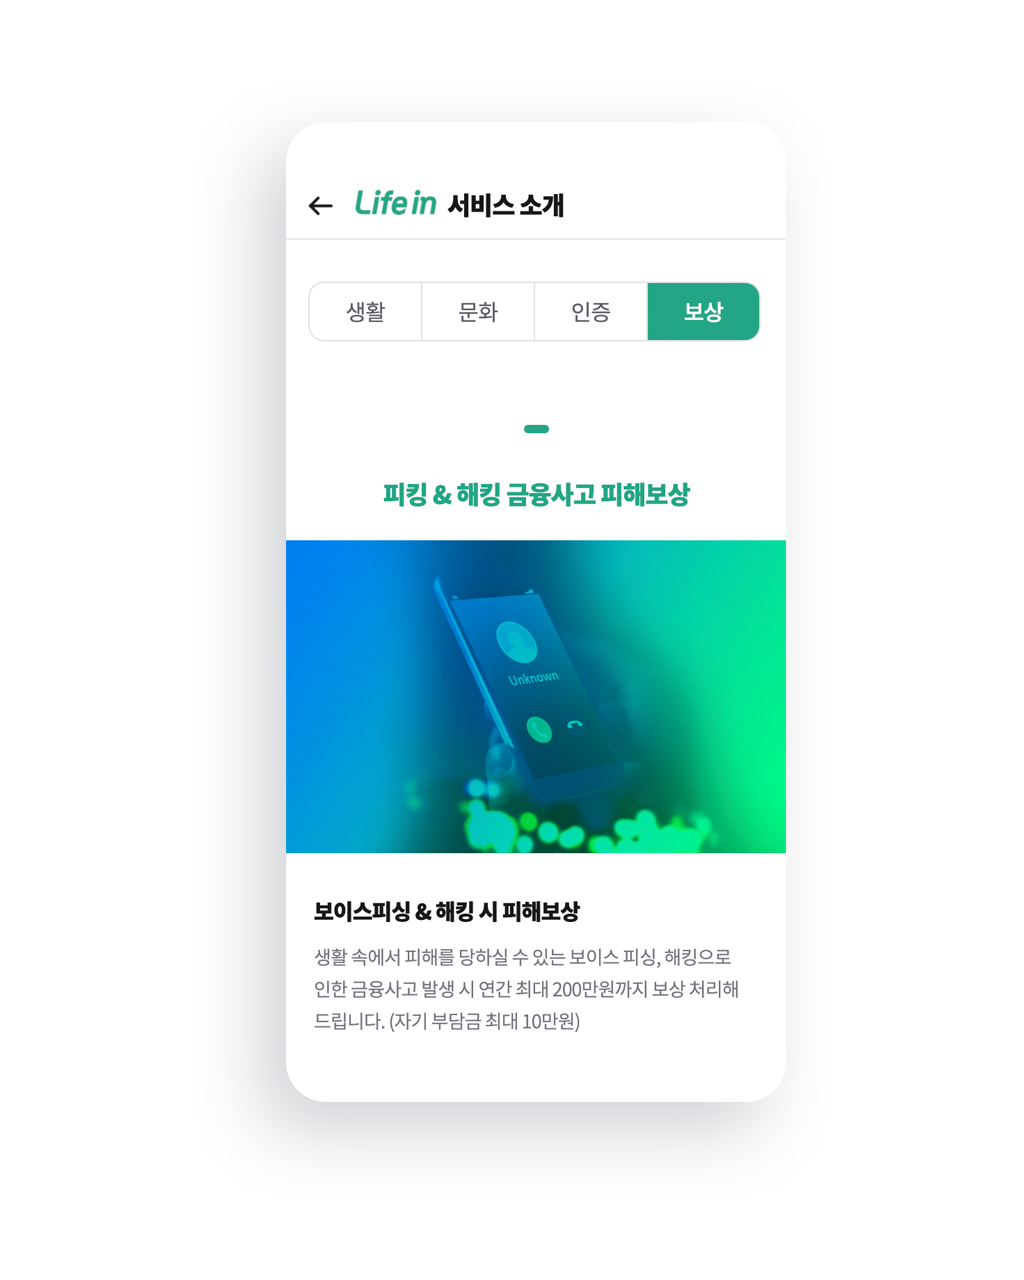 Life in 서비스 소개
생활 문화 인증 보상
피킹 & 해킹 금융사고 피해보상
Unknown
보이스피싱 & 해킹 시 피해보상
생활 속에서 피해를 당하실 수 있는 보이스 피싱, 해킹으로
인한 금융사고 발생 시 연간 최대 200만원까지 보상 처리해
드립니다. (자기 부담금 최대 10만원)